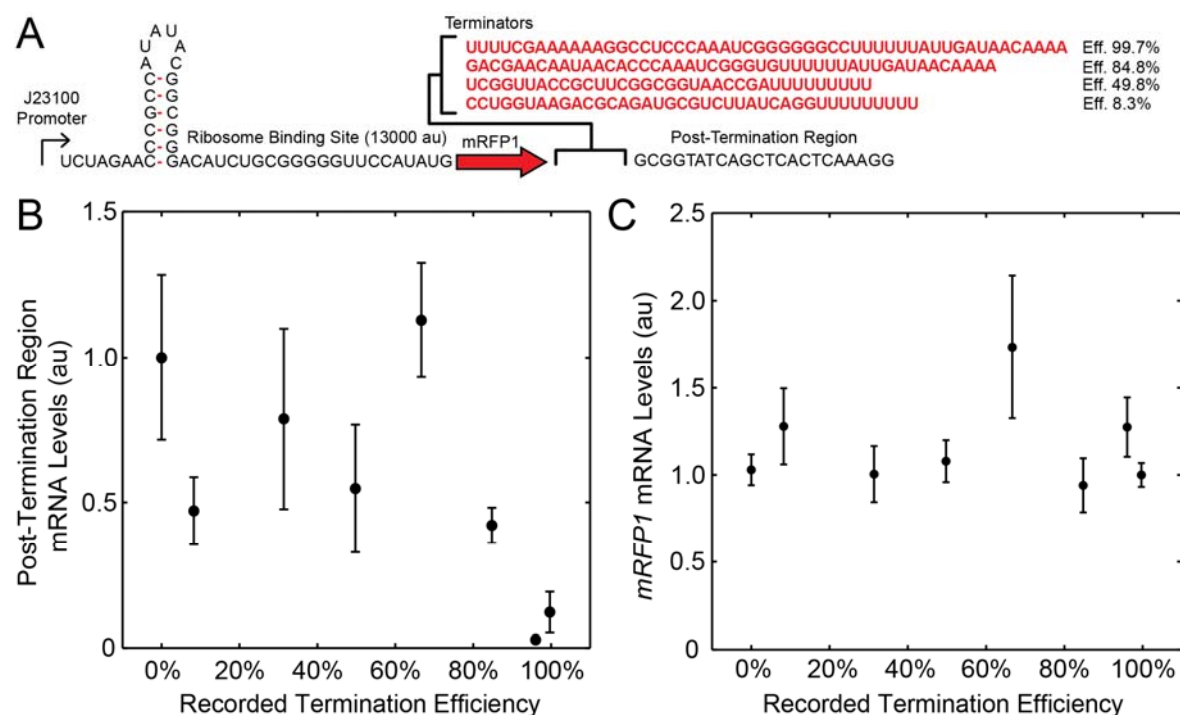 A
A U
U A
A C
C G
C G
G C
C G
C G
J23100
Promoter
Ribosome Binding Site (13000 au)
mRFP1
UCUAGAACC GACAUCUGCGGGGGUUCCAUAUG
Terminators
UUUUCGAAAAAAGGCCUCCCAAAUCGGGGGGCCUUUUUUAUUGAUAACAAAA Eff. 99.7%
GACGAACAAUAACACCCAAAUCGGGUGUUUUUUAUUGAUAACAAAA Eff. 84.8%
UCGGUUACCGCUUCGGCGGUAACCGAUUUUUUUUU Eff. 49.8%
CCUGGUAAGACGCAGAUGCGUCUUAUCAGGUUUUUUUUU Eff. 8.3%
Post-Termination Region
GCGGTATCAGCTCACTCAAAGG
B
1.5
1.0
0.5
0
0% 20% 40% 60% 80% 100%
Post-Termination Region
mRNA Levels (au)
Recorded Termination Efficiency
C
2.5
2.0
1.5
1.0
0.5
0
0% 20% 40% 60% 80% 100%
mRFP1 mRNA Levels (au)
Recorded Termination Efficiency